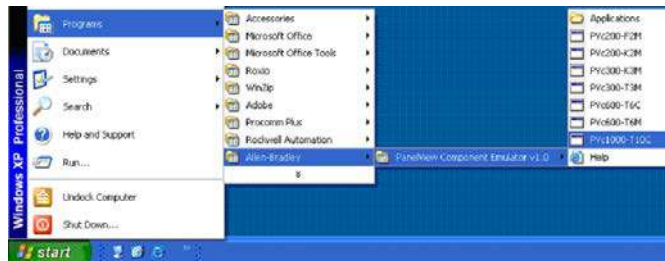 Windows XP Professional
Programs
Documents
Settings
Search
Help and Support
Run...
Undock Computer
Shut Down...
start
Accessories
Microsoft Office
Microsoft Office Tools
Roxio
WinZip
Adobe
Procomm Plus
Rockwell Automation
Allen-Bradley
PanelView Component Emulator v1.0
Applications
PVc200-F2M
PVc200-K2M
PVc300-K3M
PVc300-T3M
PVc600-T6C
PVc600-T6M
PVc1000-T10C
Help